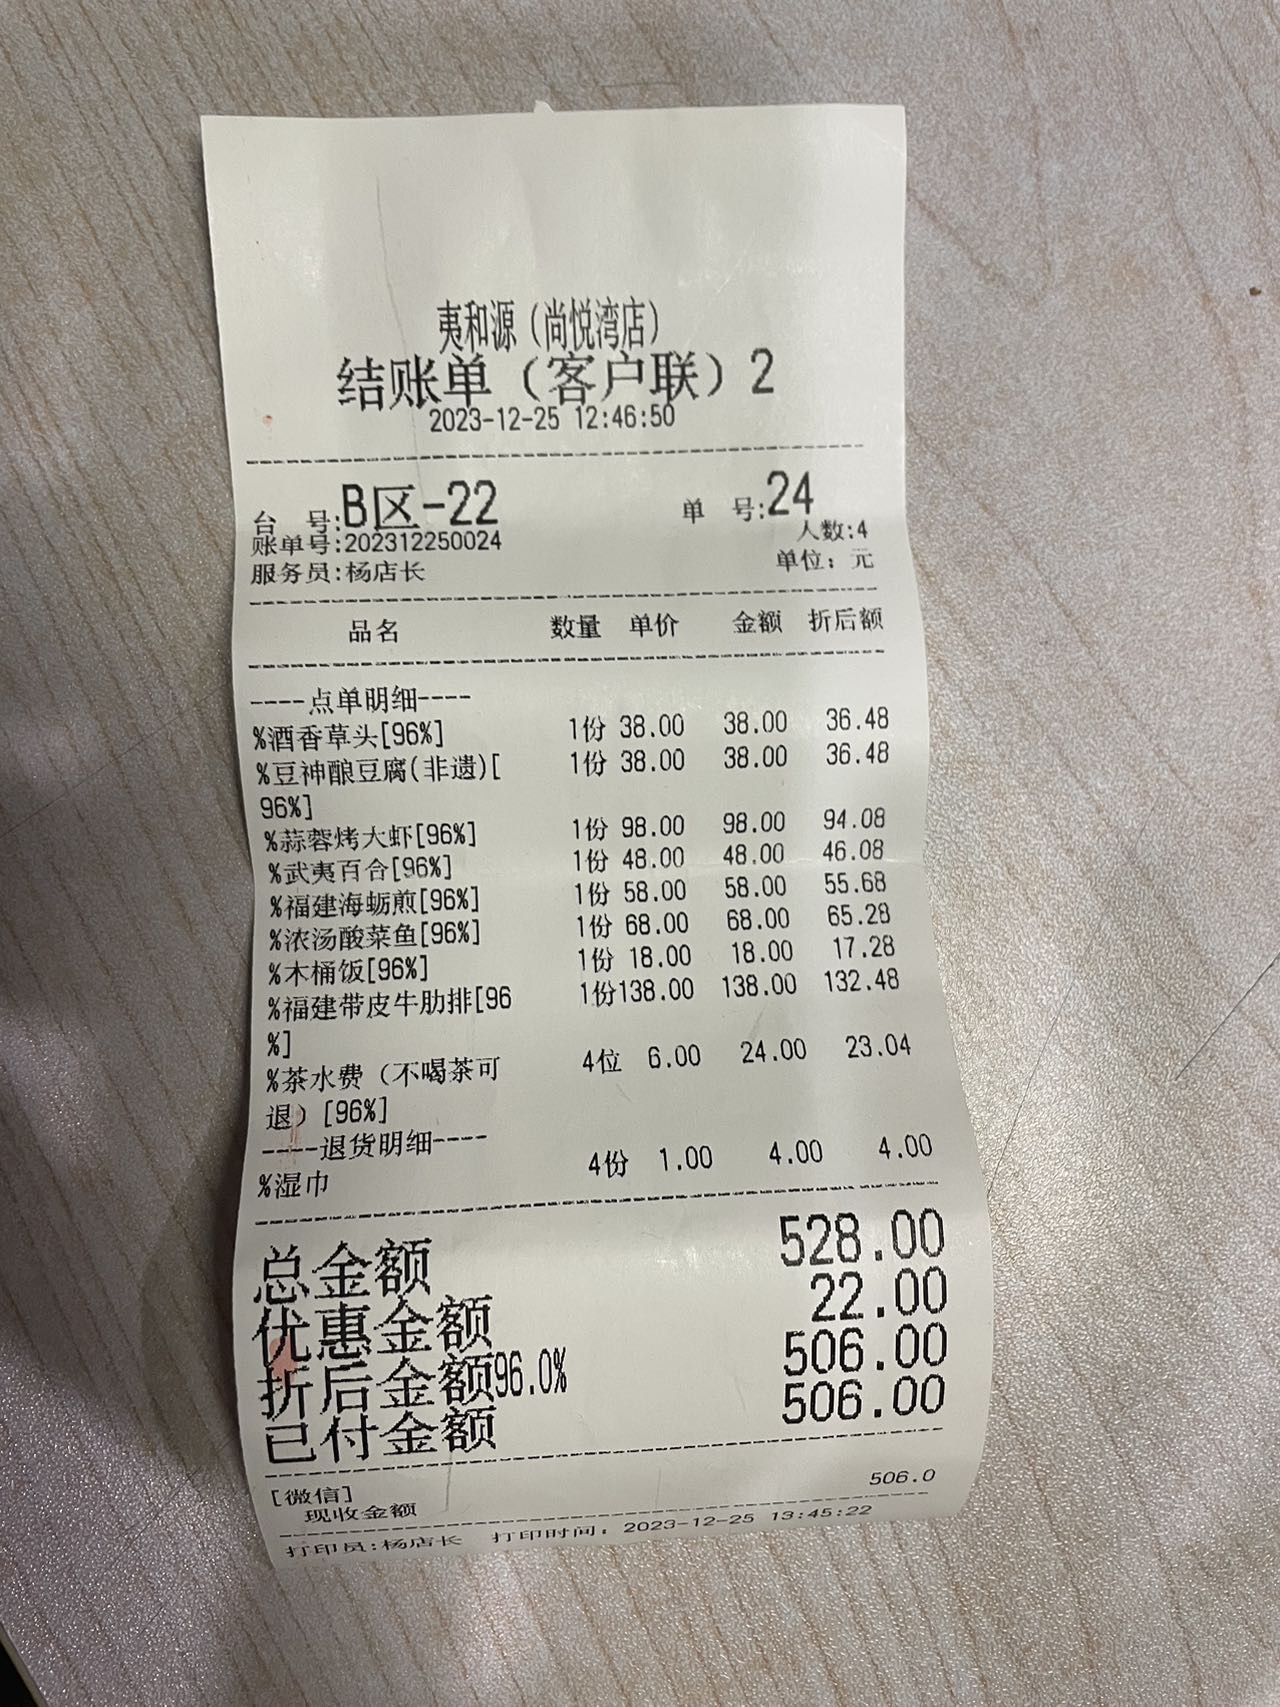 夷和源（尚悦湾店）
结账单（客户联）2
2023-12-25 12:46:50
台 号:B区-22 单 号:24
账单号:202312250024 人数:4
服务员:杨店长 单位: 元
品名 数量 单价 金额 折后额
----点单明细----
%酒香草头[96%] 1份 38.00 38.00 36.48
%豆神酿豆腐(非遗)[ 1份 38.00 38.00 36.48
96%]
%蒜蓉烤大虾[96%] 1份 98.00 98.00 94.08
%武夷百合[96%] 1份 48.00 48.00 46.08
%福建海蛎煎[96%] 1份 58.00 58.00 55.68
%浓汤酸菜鱼[96%] 1份 68.00 68.00 65.28
%木桶饭[96%] 1份 18.00 18.00 17.28
%福建带皮牛肋排[96 1份138.00 138.00 132.48
%]
%茶水费（不喝茶可 4位 6.00 24.00 23.04
退）[96%]
----退货明细----
%湿巾 4份 1.00 4.00 4.00
总金额 528.00
优惠金额 22.00
折后金额96.0% 506.00
已付金额 506.00
[微信] 506.0
现收金额
打印员:杨店长 打印时间: 2023-12-25 13:45:22